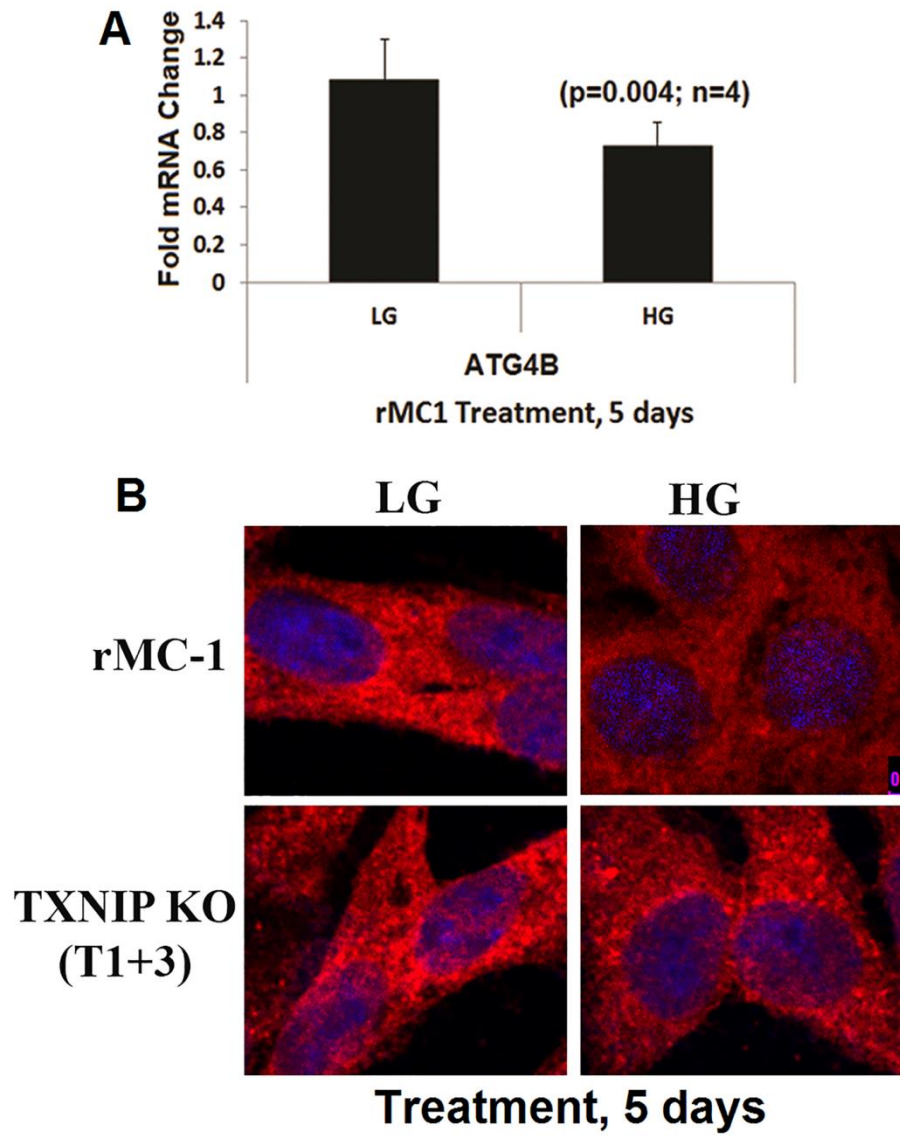 A
Fold mRNA Change
1.4
1.2
1
0.8
0.6
0.4
0.2
0
(p=0.004; n=4)
LG HG
ATG4B
rMC1 Treatment, 5 days
B
LG HG
rMC-1
0
TXNIP KO
(T1+3)
Treatment, 5 days